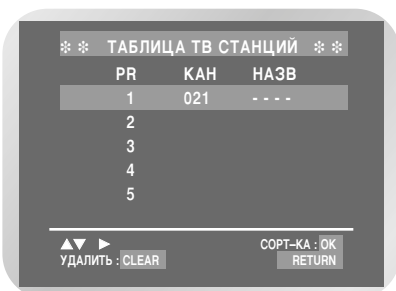 ❄ ❄ ТАБЛИЦА ТВ СТАНЦИЙ ❄ ❄
PR КАН НАЗВ
1 021 - - - -
2
3
4
5
▲▼ ► СОРТ–КА : OK
УДАЛИТЬ : CLEAR RETURN